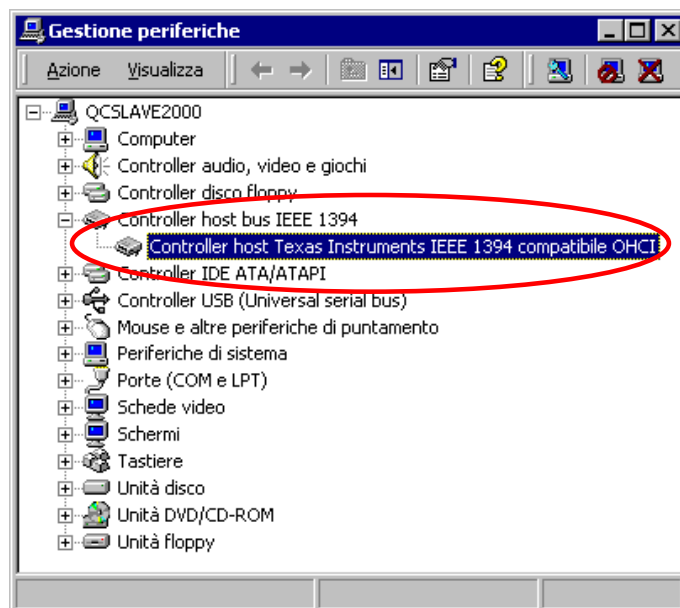 Gestione periferiche
Azione Visualizza
QCSLAVE2000
Computer
Controller audio, video e giochi
Controller disco floppy
Controller host bus IEEE 1394
Controller host Texas Instruments IEEE 1394 compatibile OHCI
Controller IDE ATA/ATAPI
Controller USB (Universal serial bus)
Mouse e altre periferiche di puntamento
Periferiche di sistema
Porte (COM e LPT)
Schede video
Schermi
Tastiere
Unità disco
Unità DVD/CD-ROM
Unità floppy